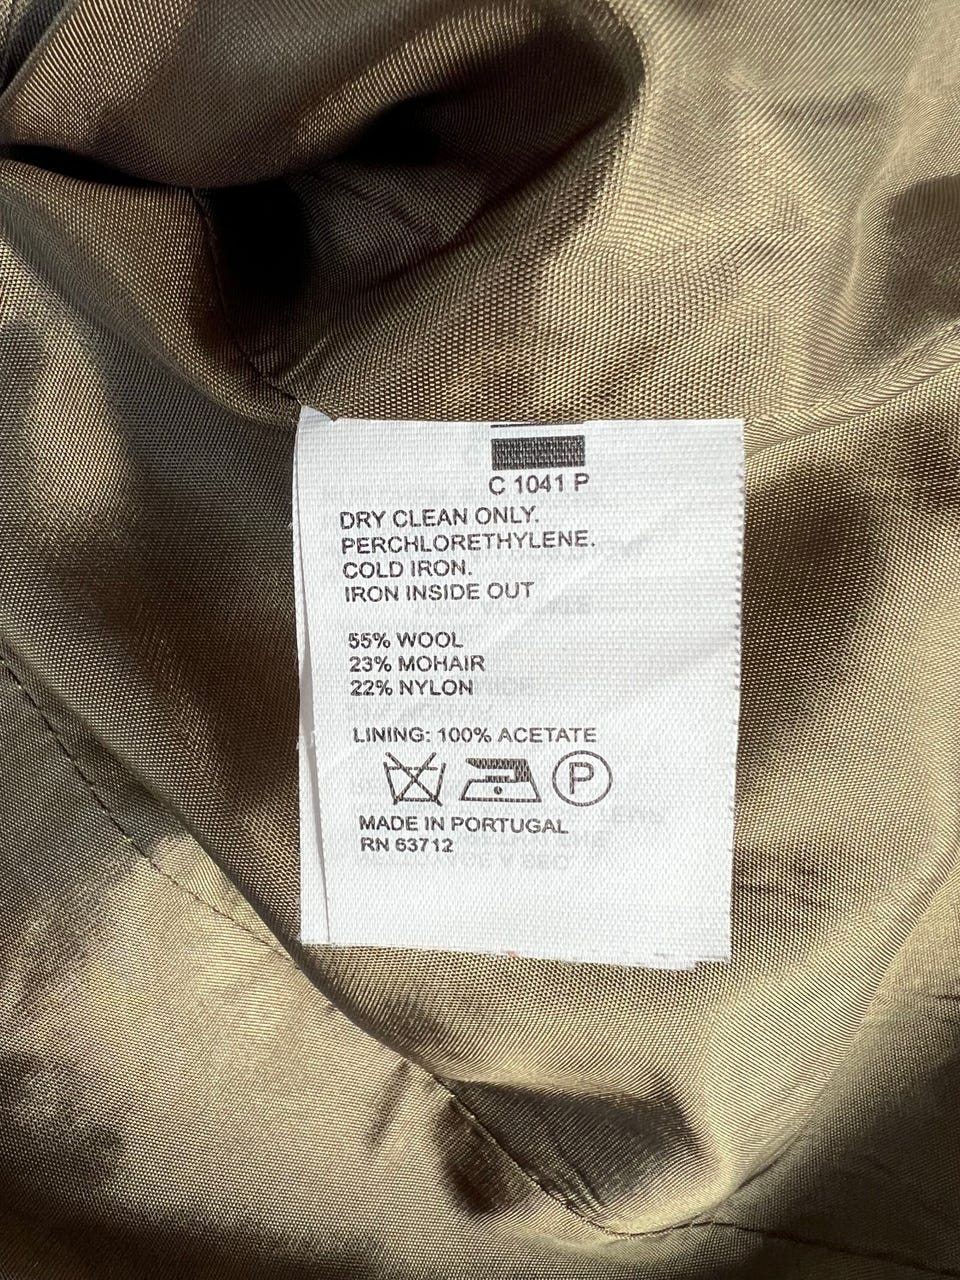 C 1041 P
DRY CLEAN ONLY.
PERCHLORETHYLENE.
COLD IRON.
IRON INSIDE OUT
55% WOOL
23% MOHAIR
22% NYLON
LINING: 100% ACETATE
P
MADE IN PORTUGAL
RN 63712